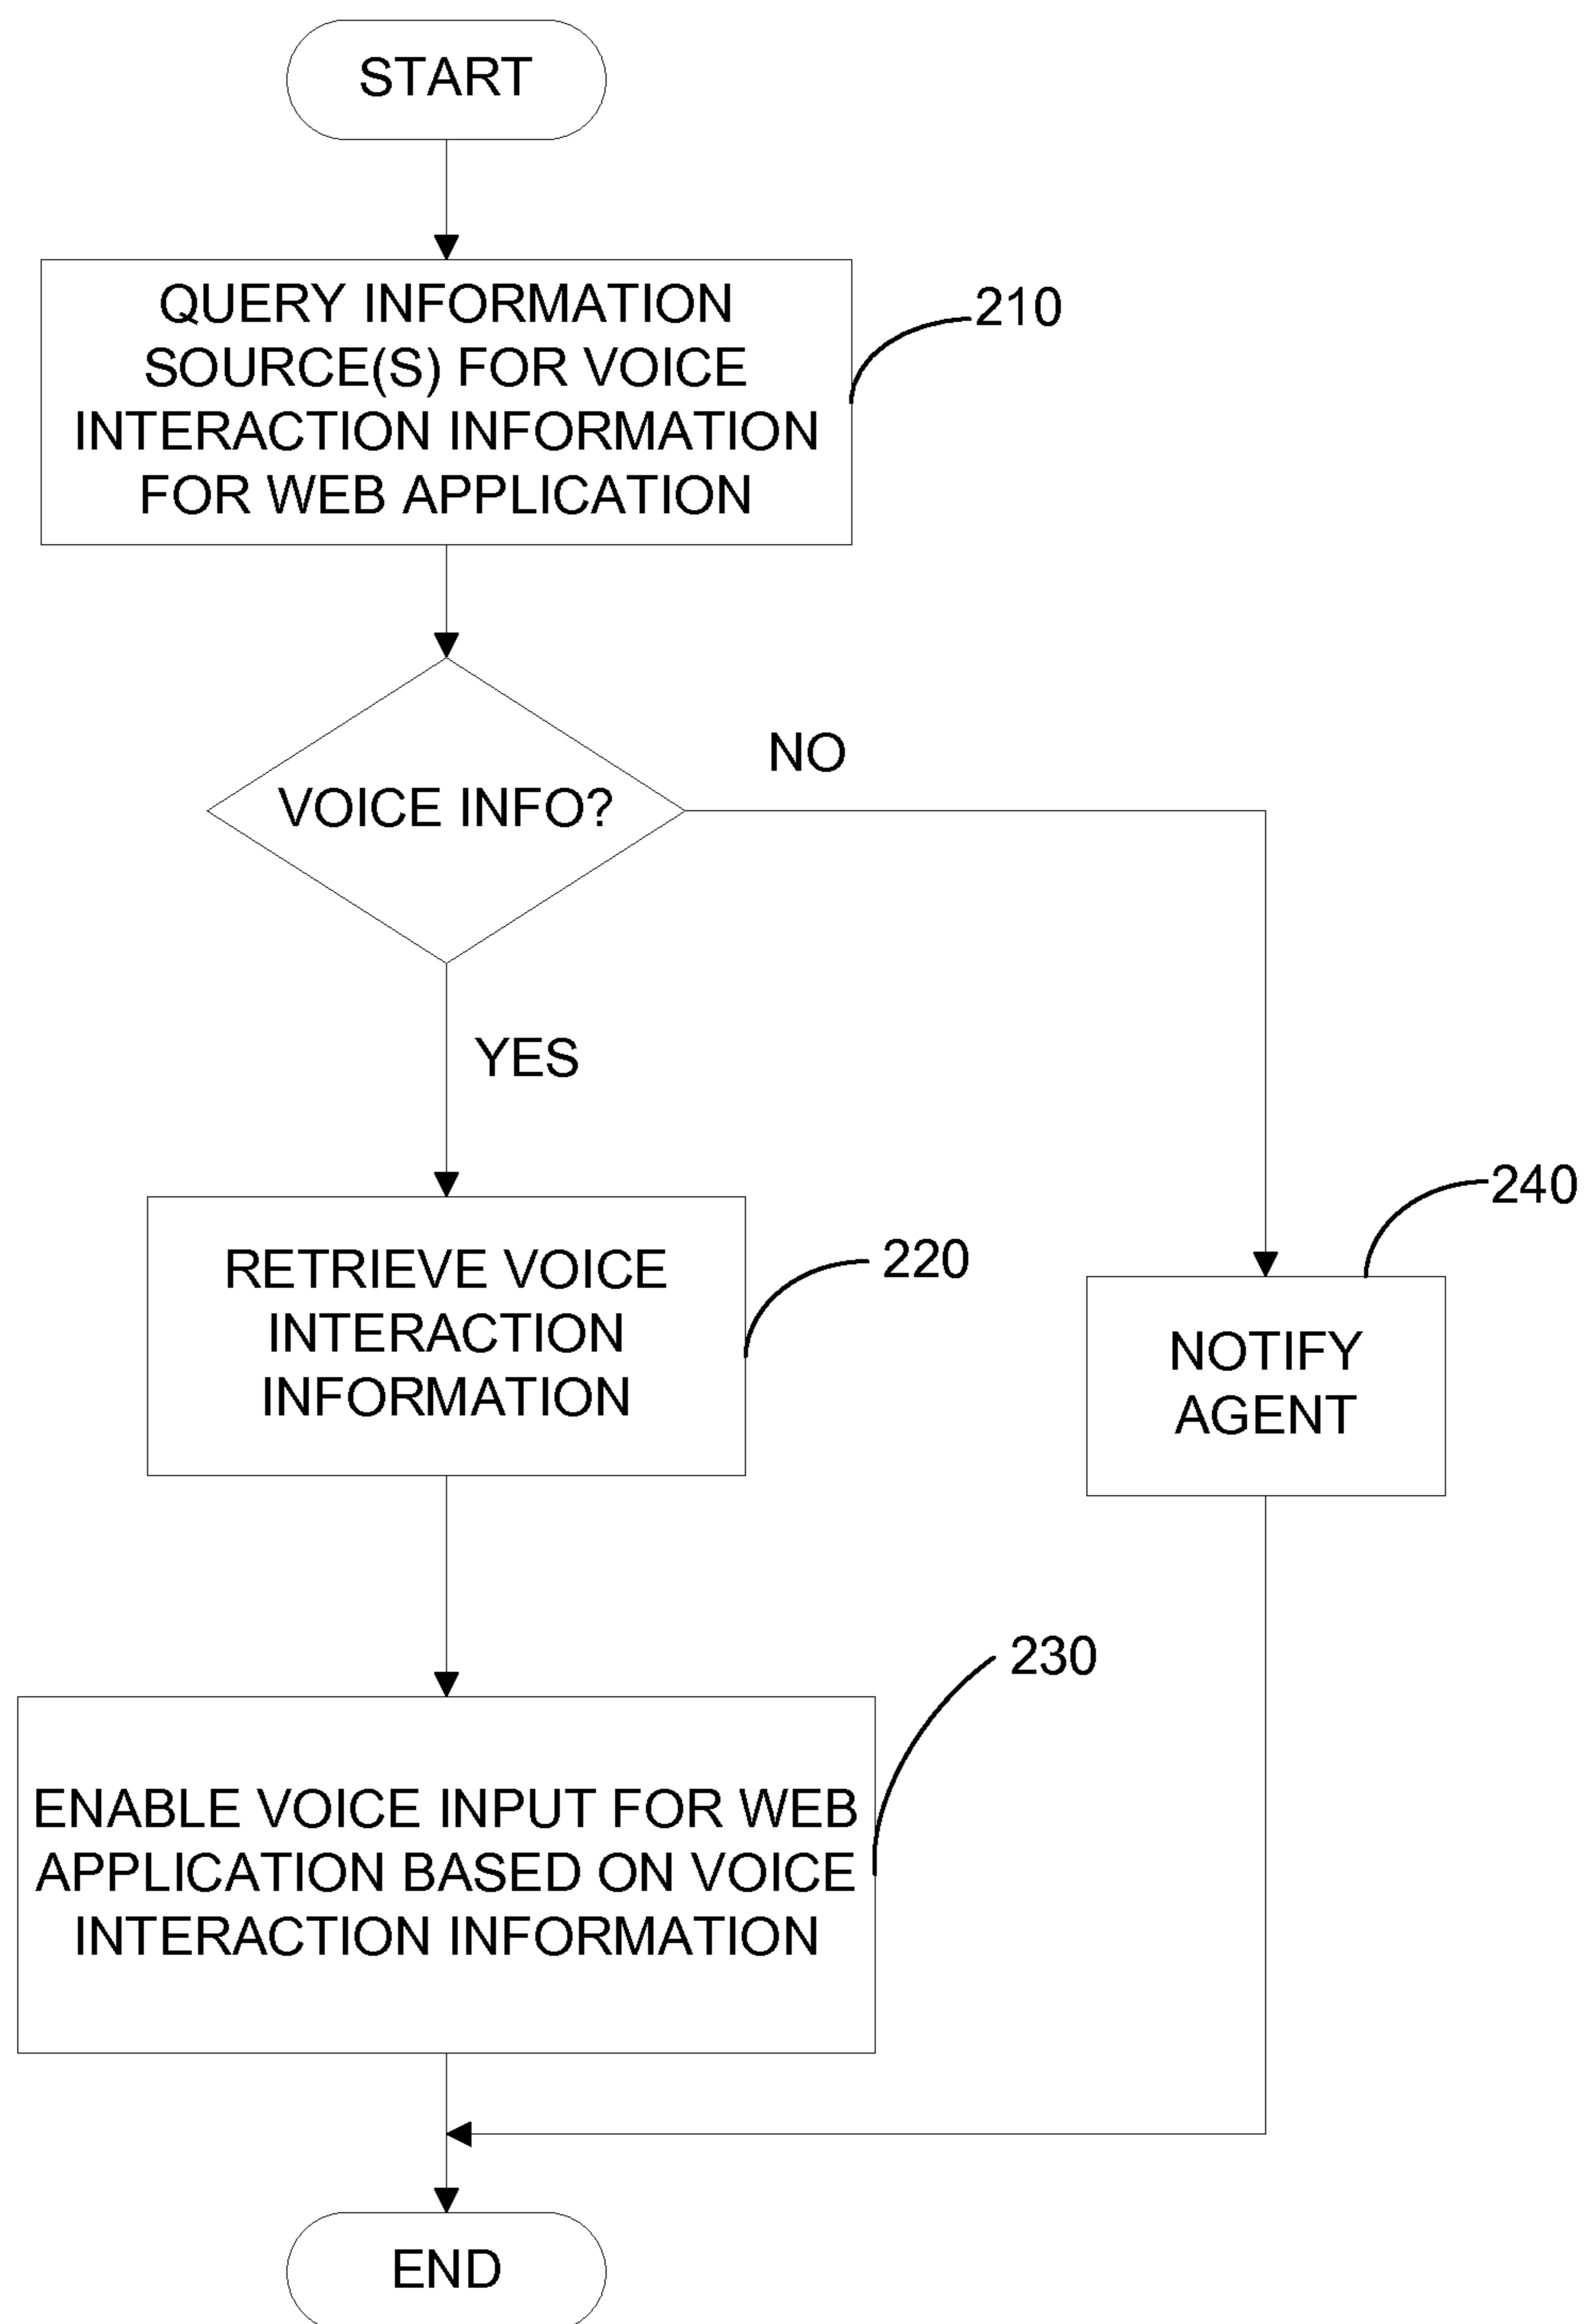 START
QUERY INFORMATION
SOURCE(S) FOR VOICE
INTERACTION INFORMATION
FOR WEB APPLICATION
210
VOICE INFO?
NO
YES
RETRIEVE VOICE
INTERACTION
INFORMATION
220
NOTIFY
AGENT
240
ENABLE VOICE INPUT FOR WEB
APPLICATION BASED ON VOICE
INTERACTION INFORMATION
230
END